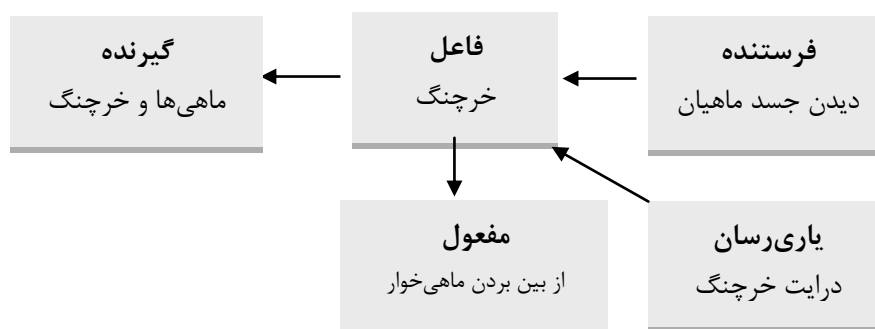 فرستنده
دیدن جسد ماهیان
فاعل
خرچنگ
گیرنده
ماهی‌ها و خرچنگ
یاری‌رسان
درایت خرچنگ
مفعول
از بین بردن ماهی‌خوار